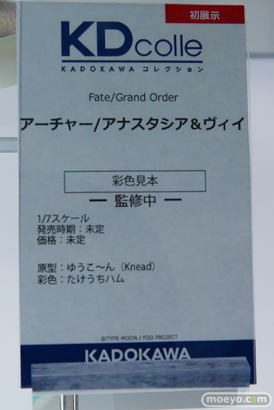 初展示
KDcolle
KADOKAWA コレクション
Fate/Grand Order
アーチャー/アナスタシア&ヴィイ
彩色見本
監修中
1/7スケール
発売時期：未定
価格：未定
原型：ゆうこ〜ん（Knead）
彩色：たけうちハム
©TYPE-MOON / FGO PROJECT
KADOKAWA
moeyo.com